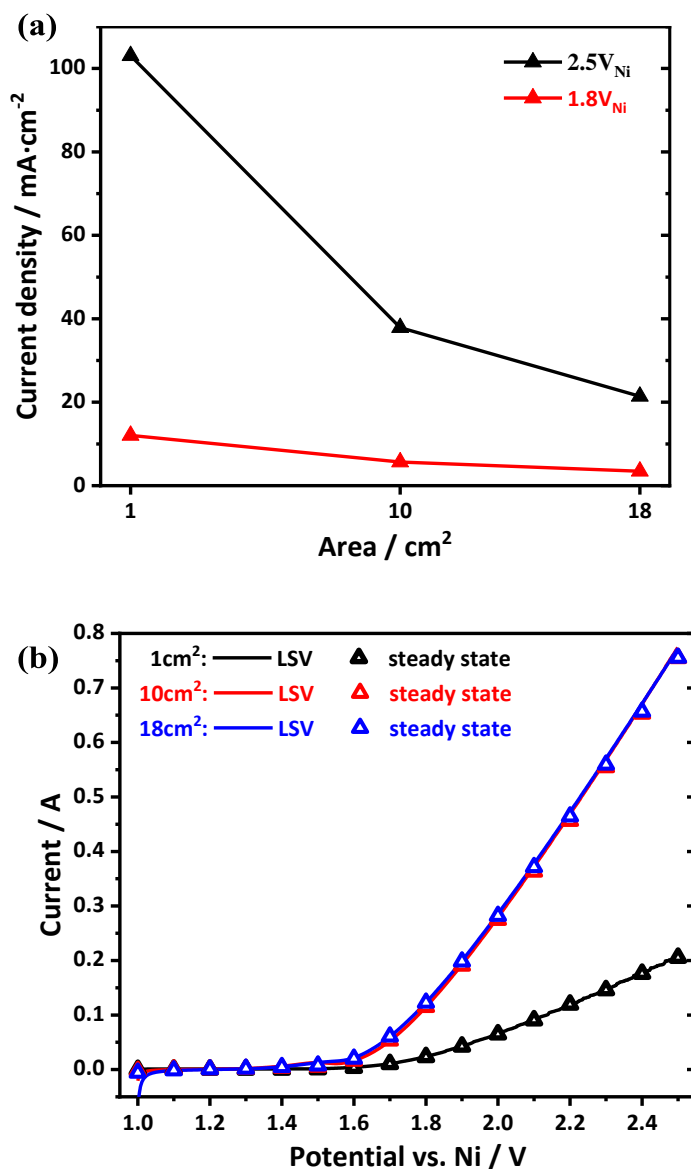 (a)
2.5V_Ni
1.8V_Ni
100
80
60
40
20
0
Current density / mA·cm⁻²
1 10 18
Area / cm²
(b)
1cm²: LSV steady state
10cm²: LSV steady state
18cm²: LSV steady state
0.8
0.7
0.6
0.5
0.4
0.3
0.2
0.1
0.0
Current / A
1.0 1.2 1.4 1.6 1.8 2.0 2.2 2.4
Potential vs. Ni / V